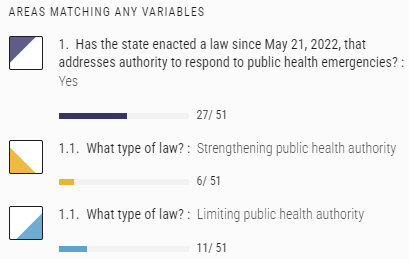 AREAS MATCHING ANY VARIABLES
1. Has the state enacted a law since May 21, 2022, that
addresses authority to respond to public health emergencies? :
Yes
27/ 51
1.1. What type of law? : Strengthening public health authority
6/ 51
1.1. What type of law? : Limiting public health authority
11/ 51